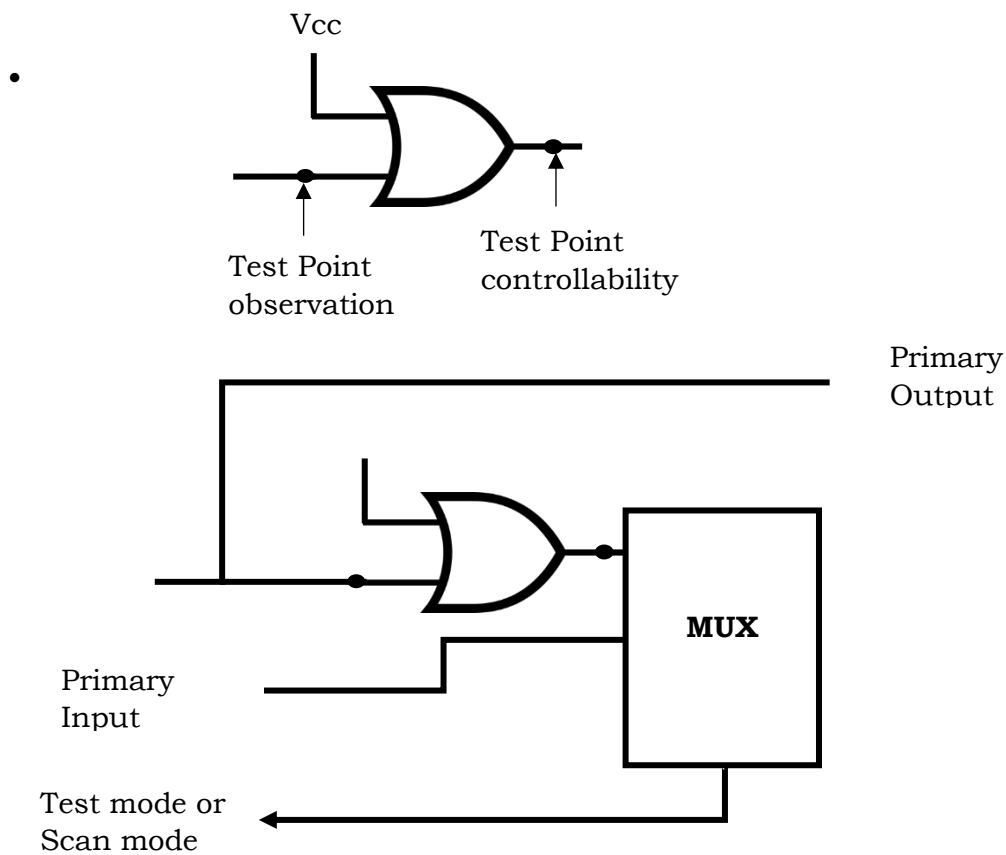 Vcc
Test Point
observation
Test Point
controllability
Primary
Output
MUX
Primary
Input
Test mode or
Scan mode